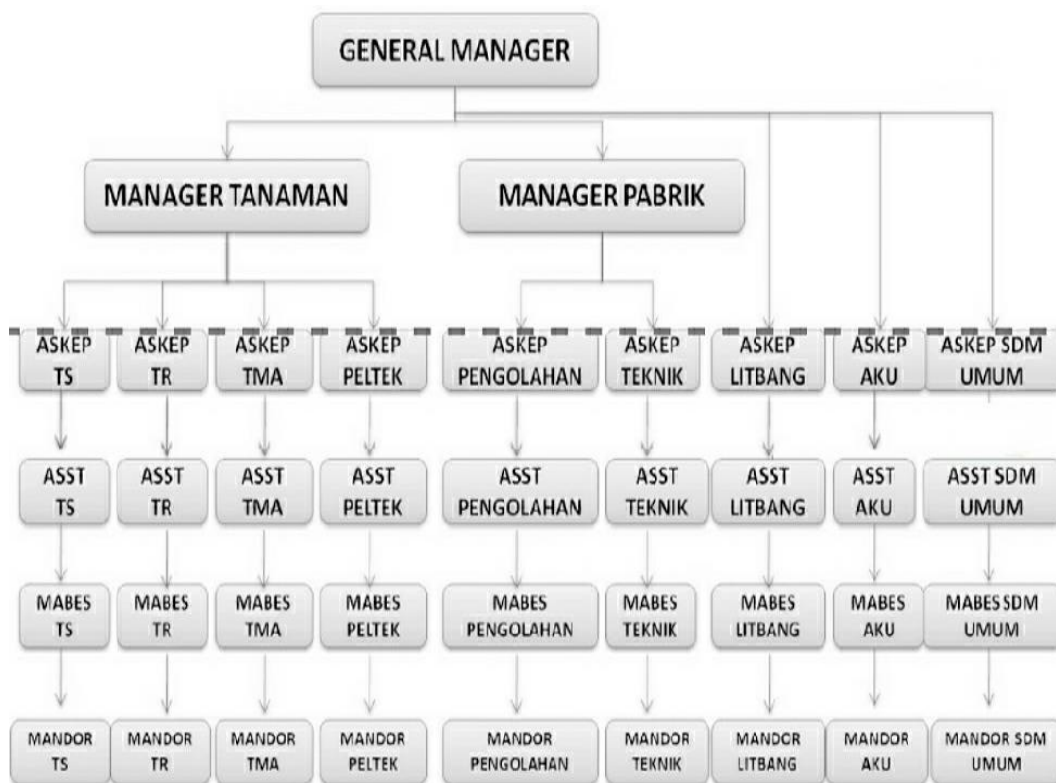 GENERAL MANAGER
MANAGER TANAMAN
MANAGER PABRIK
ASKEP
TS
ASKEP
TR
ASKEP
TMA
ASKEP
PELTEK
ASKEP
PENGOLAHAN
ASKEP
TEKNIK
ASKEP
LITBANG
ASKEP
AKU
ASKEP SDM
UMUM
ASST
TS
ASST
TR
ASST
TMA
ASST
PELTEK
ASST
PENGOLAHAN
ASST
TEKNIK
ASST
LITBANG
ASST
AKU
ASST SDM
UMUM
MABES
TS
MABES
TR
MABES
TMA
MABES
PELTEK
MABES
PENGOLAHAN
MABES
TEKNIK
MABES
LITBANG
MABES
AKU
MABES SDM
UMUM
MANDOR
TS
MANDOR
TR
MANDOR
TMA
MANDOR
PELTEK
MANDOR
PENGOLAHAN
MANDOR
TEKNIK
MANDOR
LITBANG
MANDOR
AKU
MANDOR SDM
UMUM